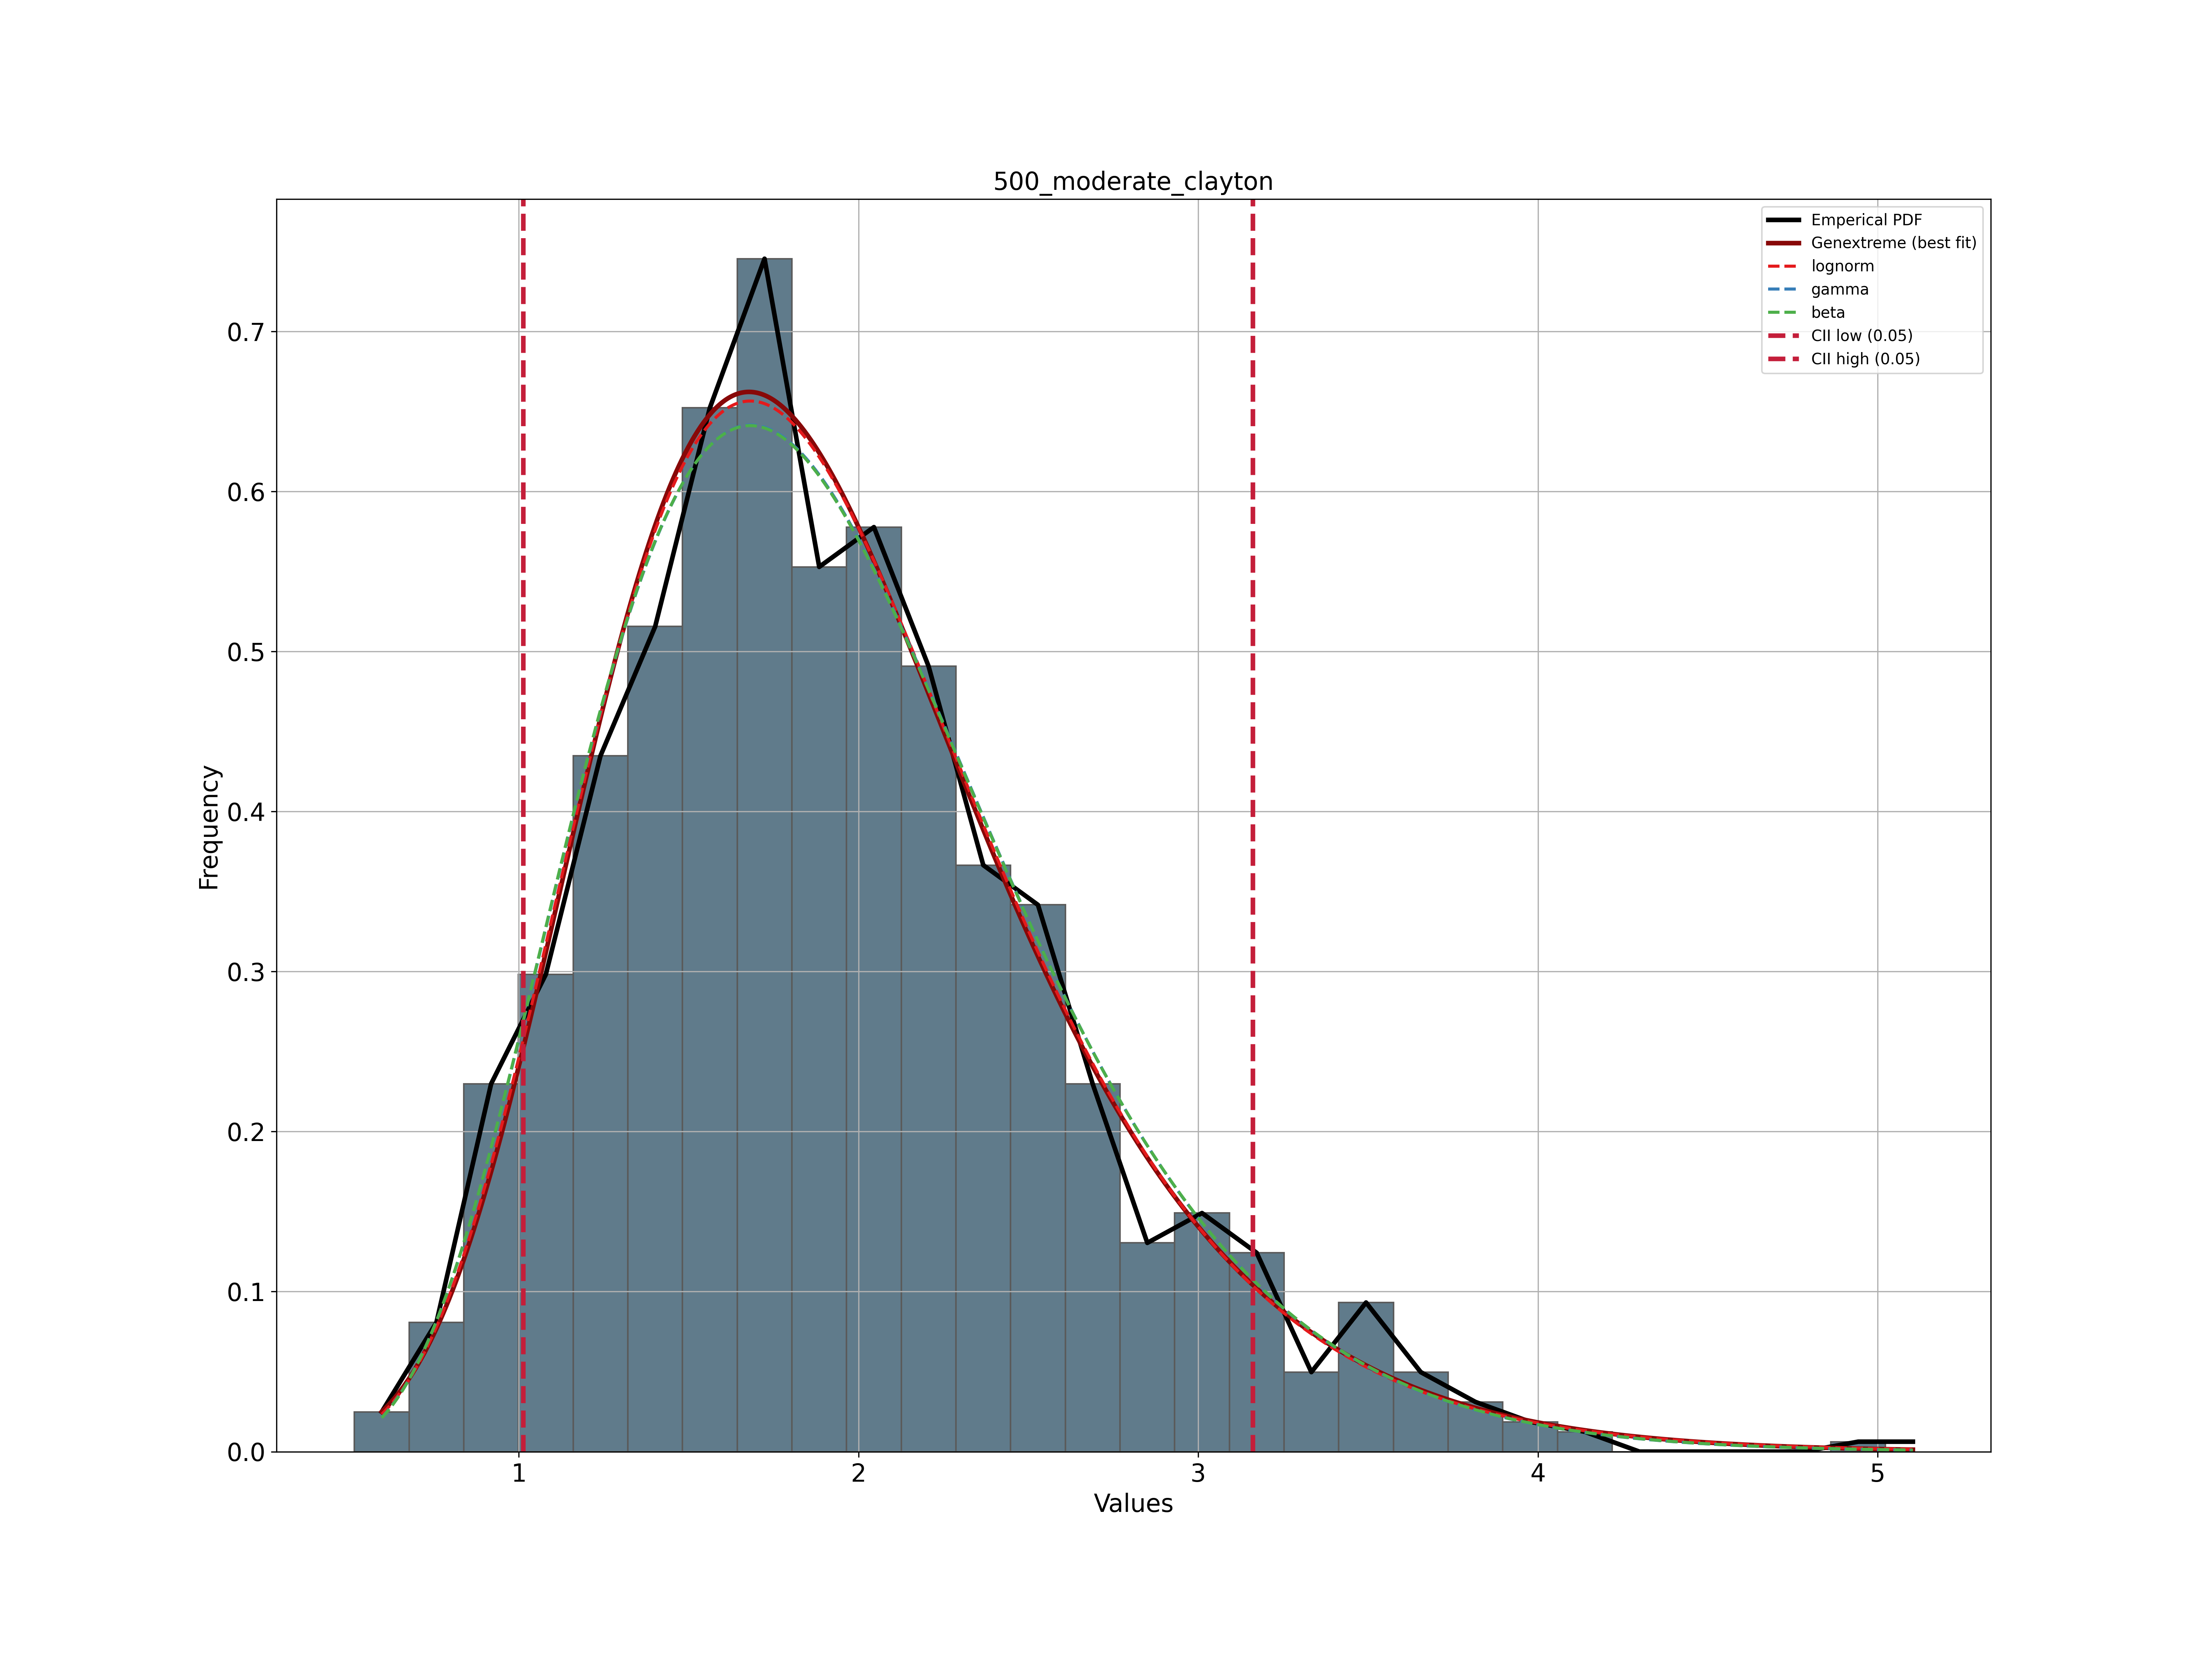 500_moderate_clayton
Emperical PDF
Genextreme (best fit)
lognorm
gamma
beta
CII low (0.05)
CII high (0.05)
Frequency
0.7
0.6
0.5
0.4
0.3
0.2
0.1
0.0
1 2 3 4 5
Values